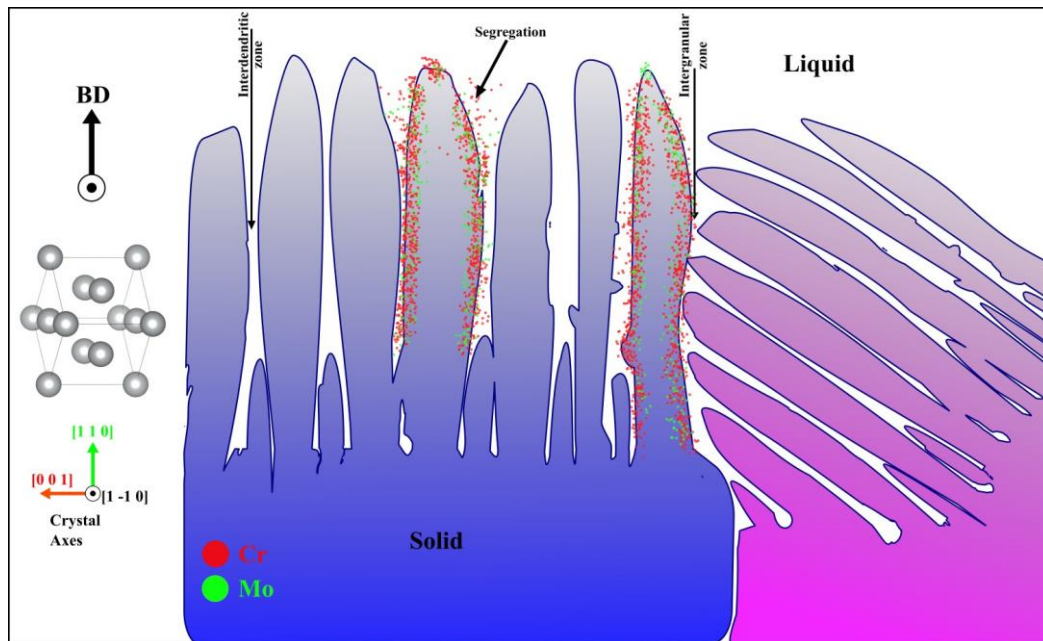 BD
[1 1 0]
[0 0 1]
[1 -1 0]
Crystal
Axes
Interdendritic
zone
Segregation
Intergranular
zone
Liquid
Solid
Cr
Mo